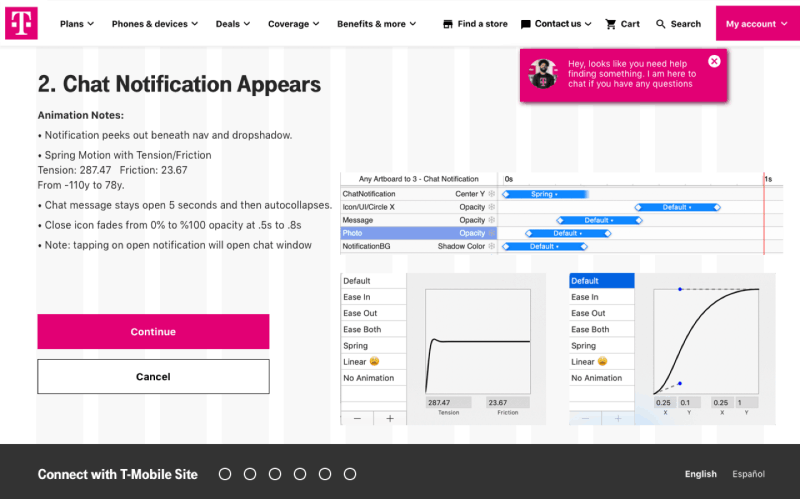 T
Plans
Phones & devices
Deals
Coverage
Benefits & more
Find a store
Contact us
Cart
Search
My account
Hey, looks like you need help
finding something. I am here to
chat if you have any questions
2. Chat Notification Appears
Animation Notes:
• Notification peeks out beneath nav and dropshadow.
• Spring Motion with Tension/Friction
Tension: 287.47 Friction: 23.67
From -110y to 78y.
• Chat message stays open 5 seconds and then autocollapses.
• Close icon fades from 0% to %100 opacity at .5s to .8s
• Note: tapping on open notification will open chat window
Continue
Cancel
Any Artboard to 3 - Chat Notification 0s 1s
ChatNotification Center Y Spring
Icon/UI/Circle X Opacity Default
Message Opacity Default
Photo Opacity Default
NotificationBG Shadow Color Default
Default
Ease In
Ease Out
Ease Both
Spring
Linear 😩
No Animation
287.47 23.67
Tension Friction
Default
Ease In
Ease Out
Ease Both
Spring
Linear 😩
No Animation
0.25 0.1 0.25 1
X Y X Y
Connect with T-Mobile Site
English Español